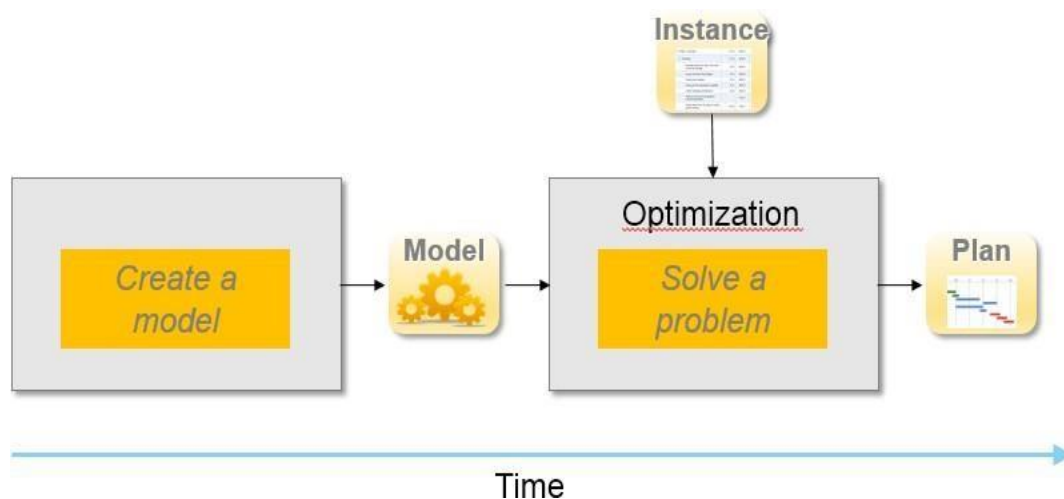 Instance
Optimization
Create a
model
Model
Solve a
problem
Plan
Time